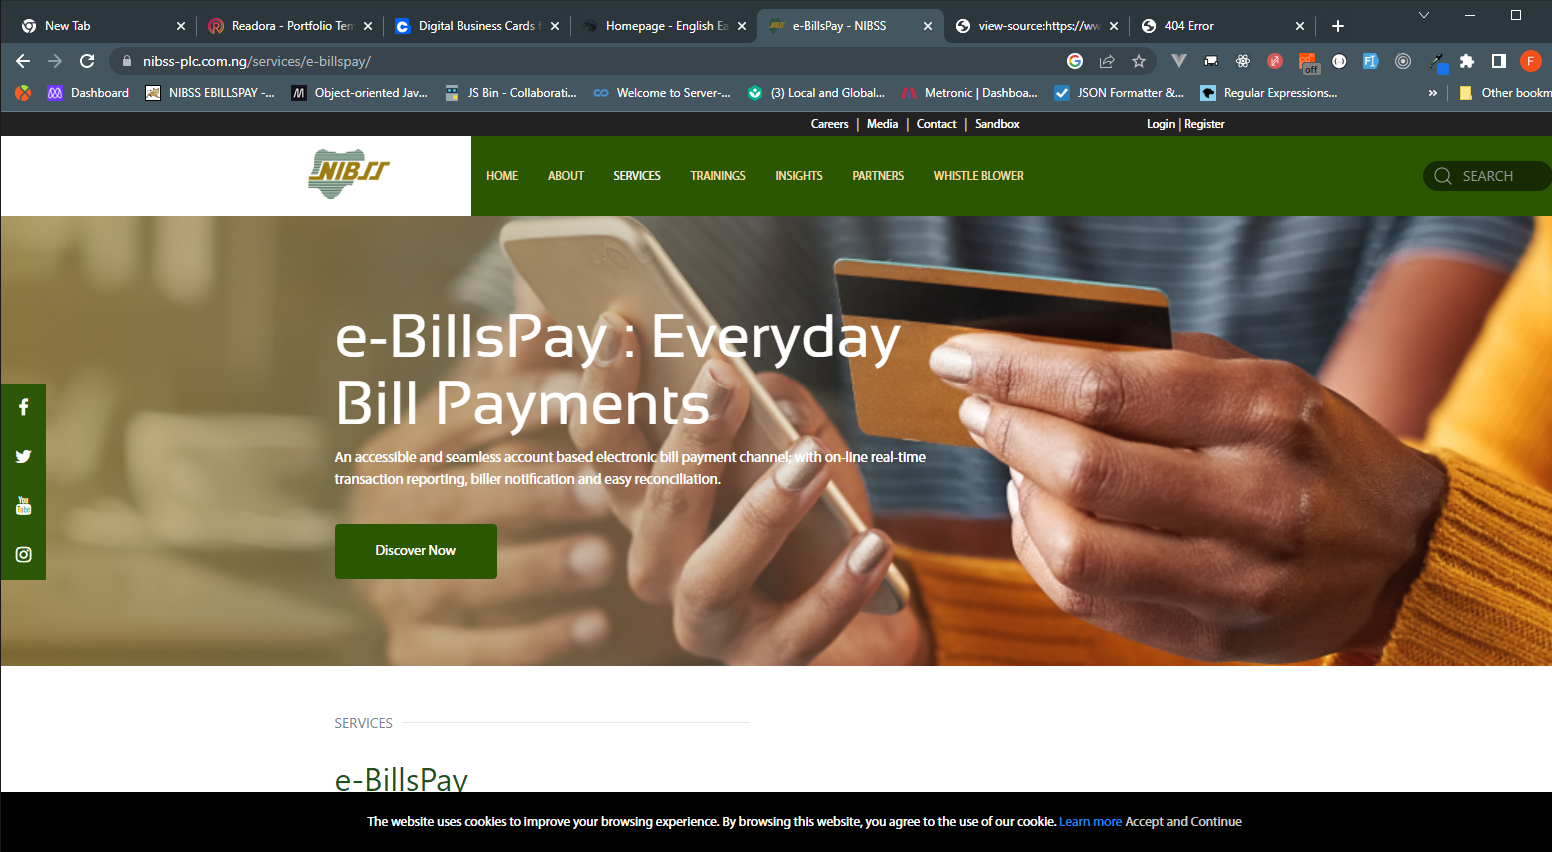 New Tab
Readora - Portfolio Tem
Digital Business Cards f
Homepage - English Ea
e-BillsPay - NIBSS
view-source:https://ww
404 Error
nibss-plc.com.ng/services/e-billspay/
off
F
Dashboard
NIBSS EBILLSPAY -...
Object-oriented Jav...
JS Bin - Collaborati...
Welcome to Server-...
(3) Local and Global...
Metronic | Dashboa...
JSON Formatter &...
Regular Expressions...
»
Other bookm
Careers | Media | Contact | Sandbox
Login | Register
NIBSS
HOME
ABOUT
SERVICES
TRAININGS
INSIGHTS
PARTNERS
WHISTLE BLOWER
SEARCH
e-BillsPay : Everyday
Bill Payments
An accessible and seamless account based electronic bill payment channel; with on-line real-time
transaction reporting, biller notification and easy reconciliation.
Discover Now
You
Tube
SERVICES
e-BillsPay
The website uses cookies to improve your browsing experience. By browsing this website, you agree to the use of our cookie. Learn more Accept and Continue